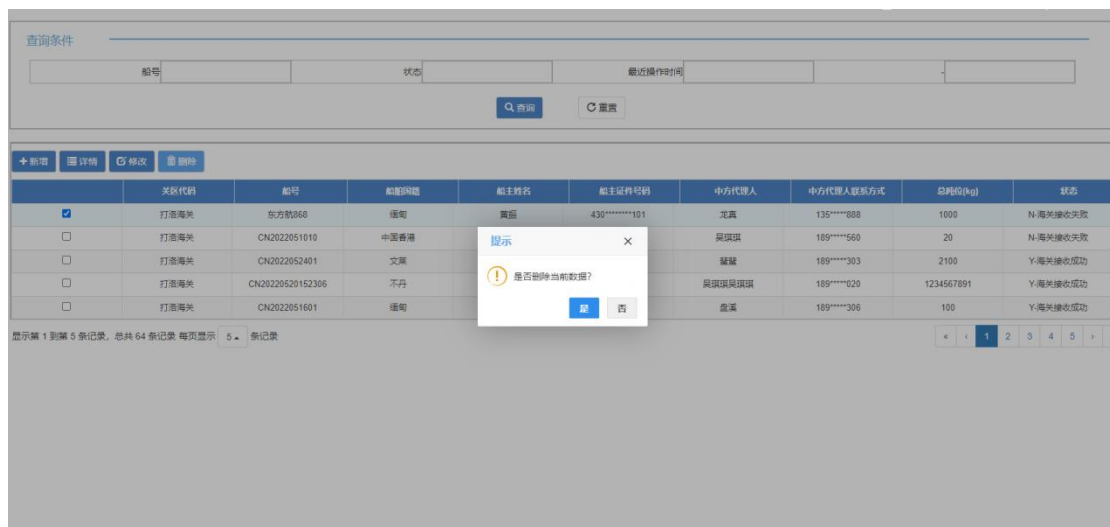 查询条件
船号 状态 最近操作时间 -
查询 重置
新增 详情 修改 删除
关区代码 船号 船舶国籍 船主姓名 船主证件号码 中方代理人 中方代理人联系方式 总吨位(kg) 状态
打洛海关 东方航868 缅甸 黄振 430********101 龙真 135*****888 1000 N-海关接收失败
打洛海关 CN2022051010 中国香港 吴琪琪 189*****560 20 N-海关接收失败
打洛海关 CN2022052401 文莱 189*****303 2100 Y-海关接收成功
打洛海关 CN20220520152306 不丹 吴琪琪吴琪琪 189*****020 1234567891 Y-海关接收成功
打洛海关 CN2022051601 缅甸 盘溪 189*****306 100 Y-海关接收成功
提示 ×
是否删除当前数据?
是 否
显示第 1 到第 5 条记录, 总共 64 条记录 每页显示 5 条记录
« ‹ 1 2 3 4 5 ›